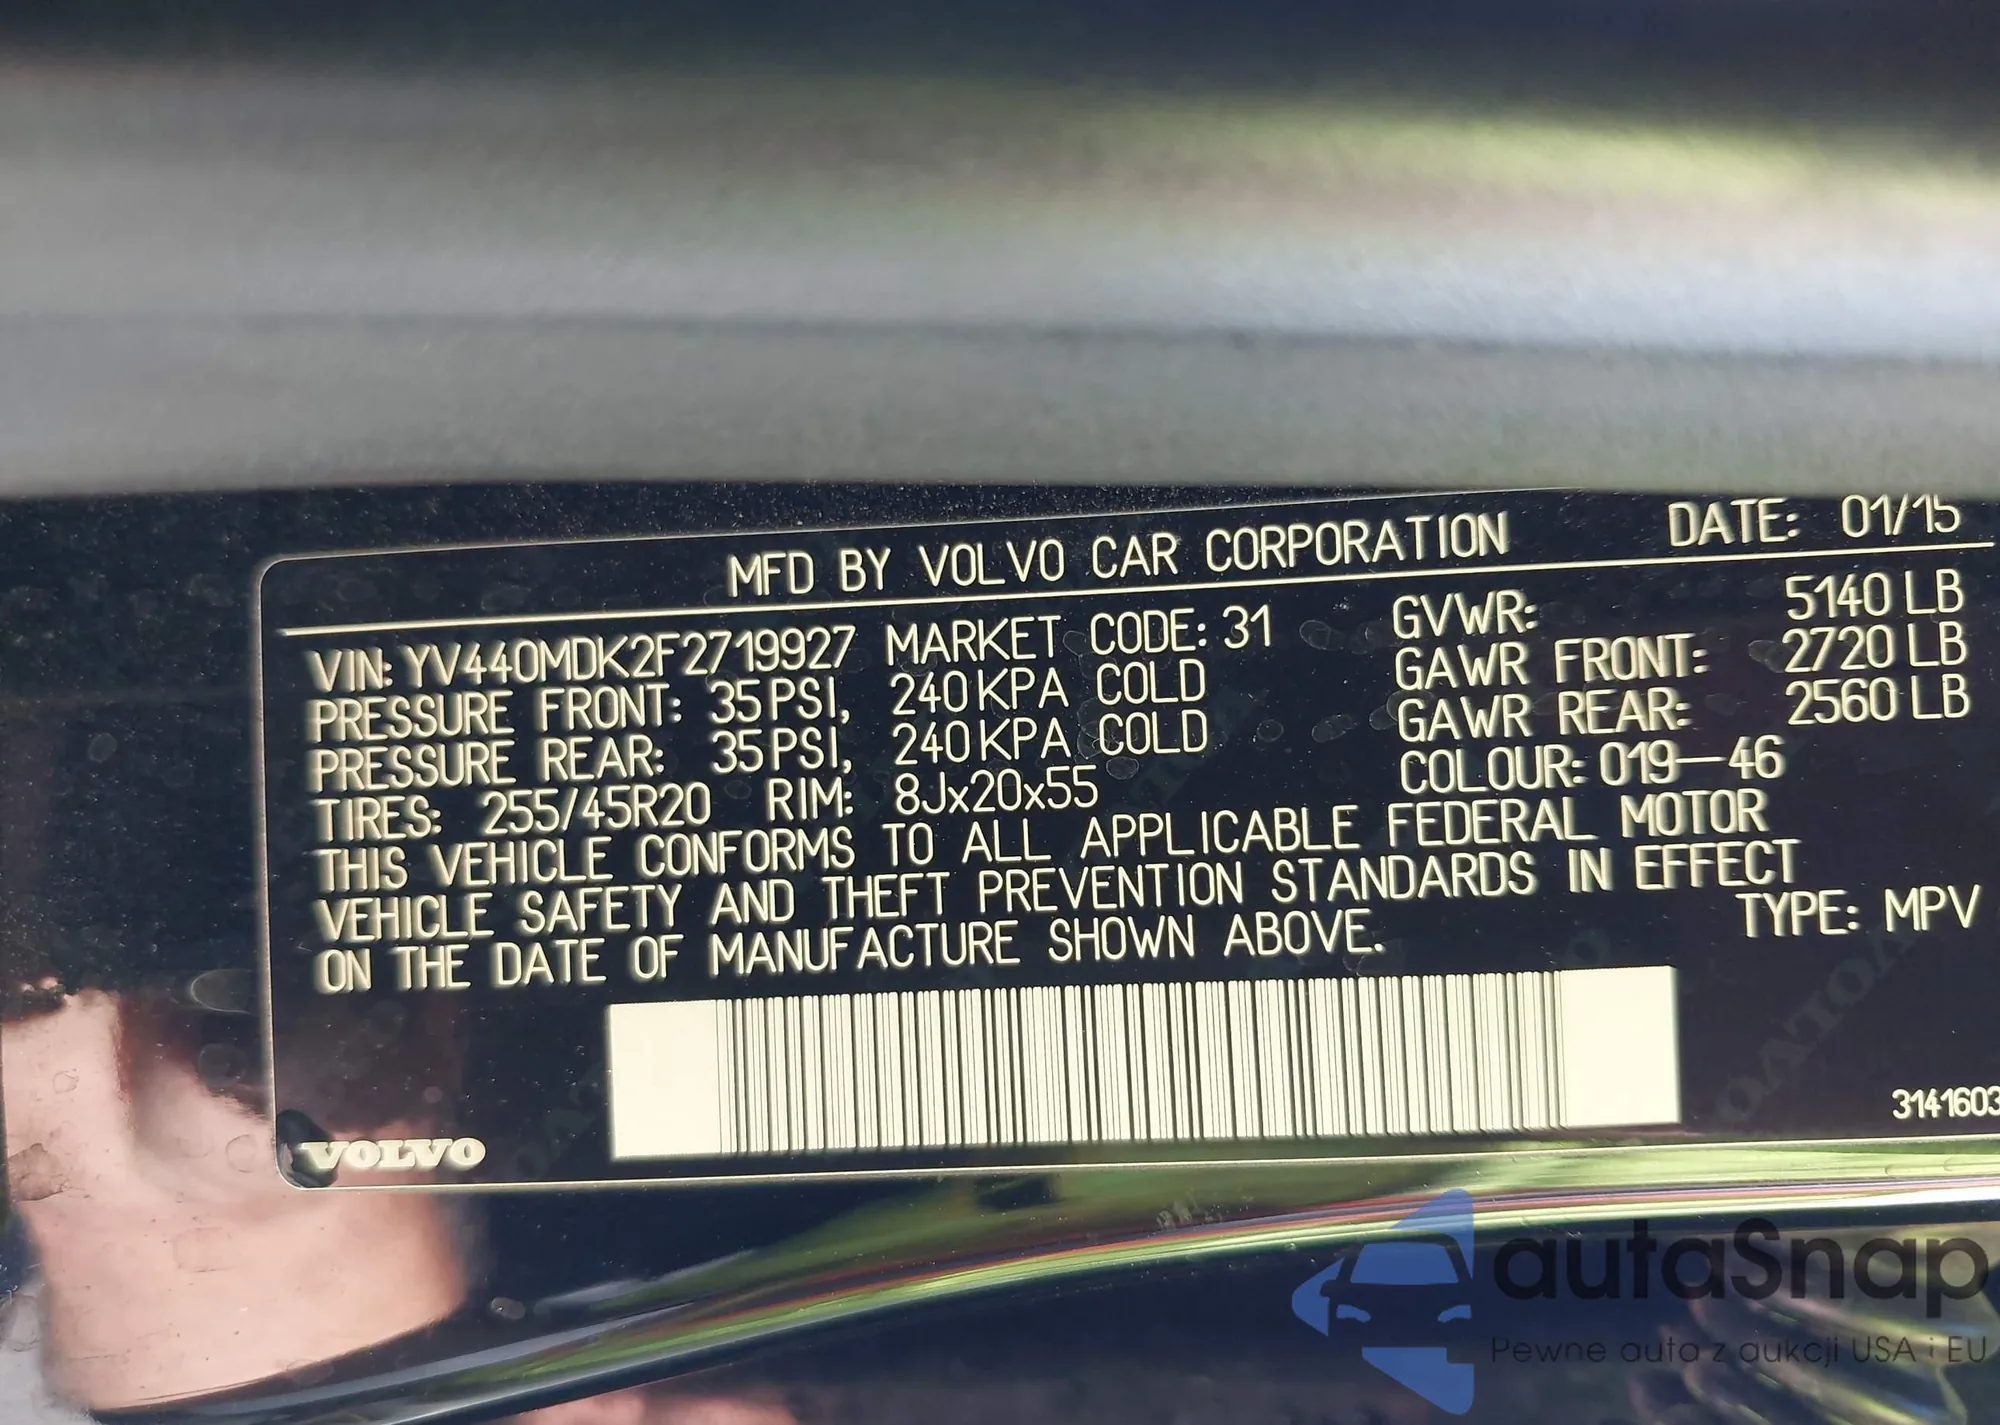 MFD BY VOLVO CAR CORPORATION DATE: 01/15
VIN: YV440MDK2F2719927 MARKET CODE: 31 GVWR: 5140 LB
PRESSURE FRONT: 35 PSI, 240 KPA COLD GAWR FRONT: 2720 LB
PRESSURE REAR: 35 PSI, 240 KPA COLD GAWR REAR: 2560 LB
TIRES: 255/45R20 RIM: 8Jx20x55 COLOUR: 019-46
THIS VEHICLE CONFORMS TO ALL APPLICABLE FEDERAL MOTOR
VEHICLE SAFETY AND THEFT PREVENTION STANDARDS IN EFFECT
ON THE DATE OF MANUFACTURE SHOWN ABOVE. TYPE: MPV
3141603
VOLVO
autaSnap
Pewne auta z aukcji USA i EU